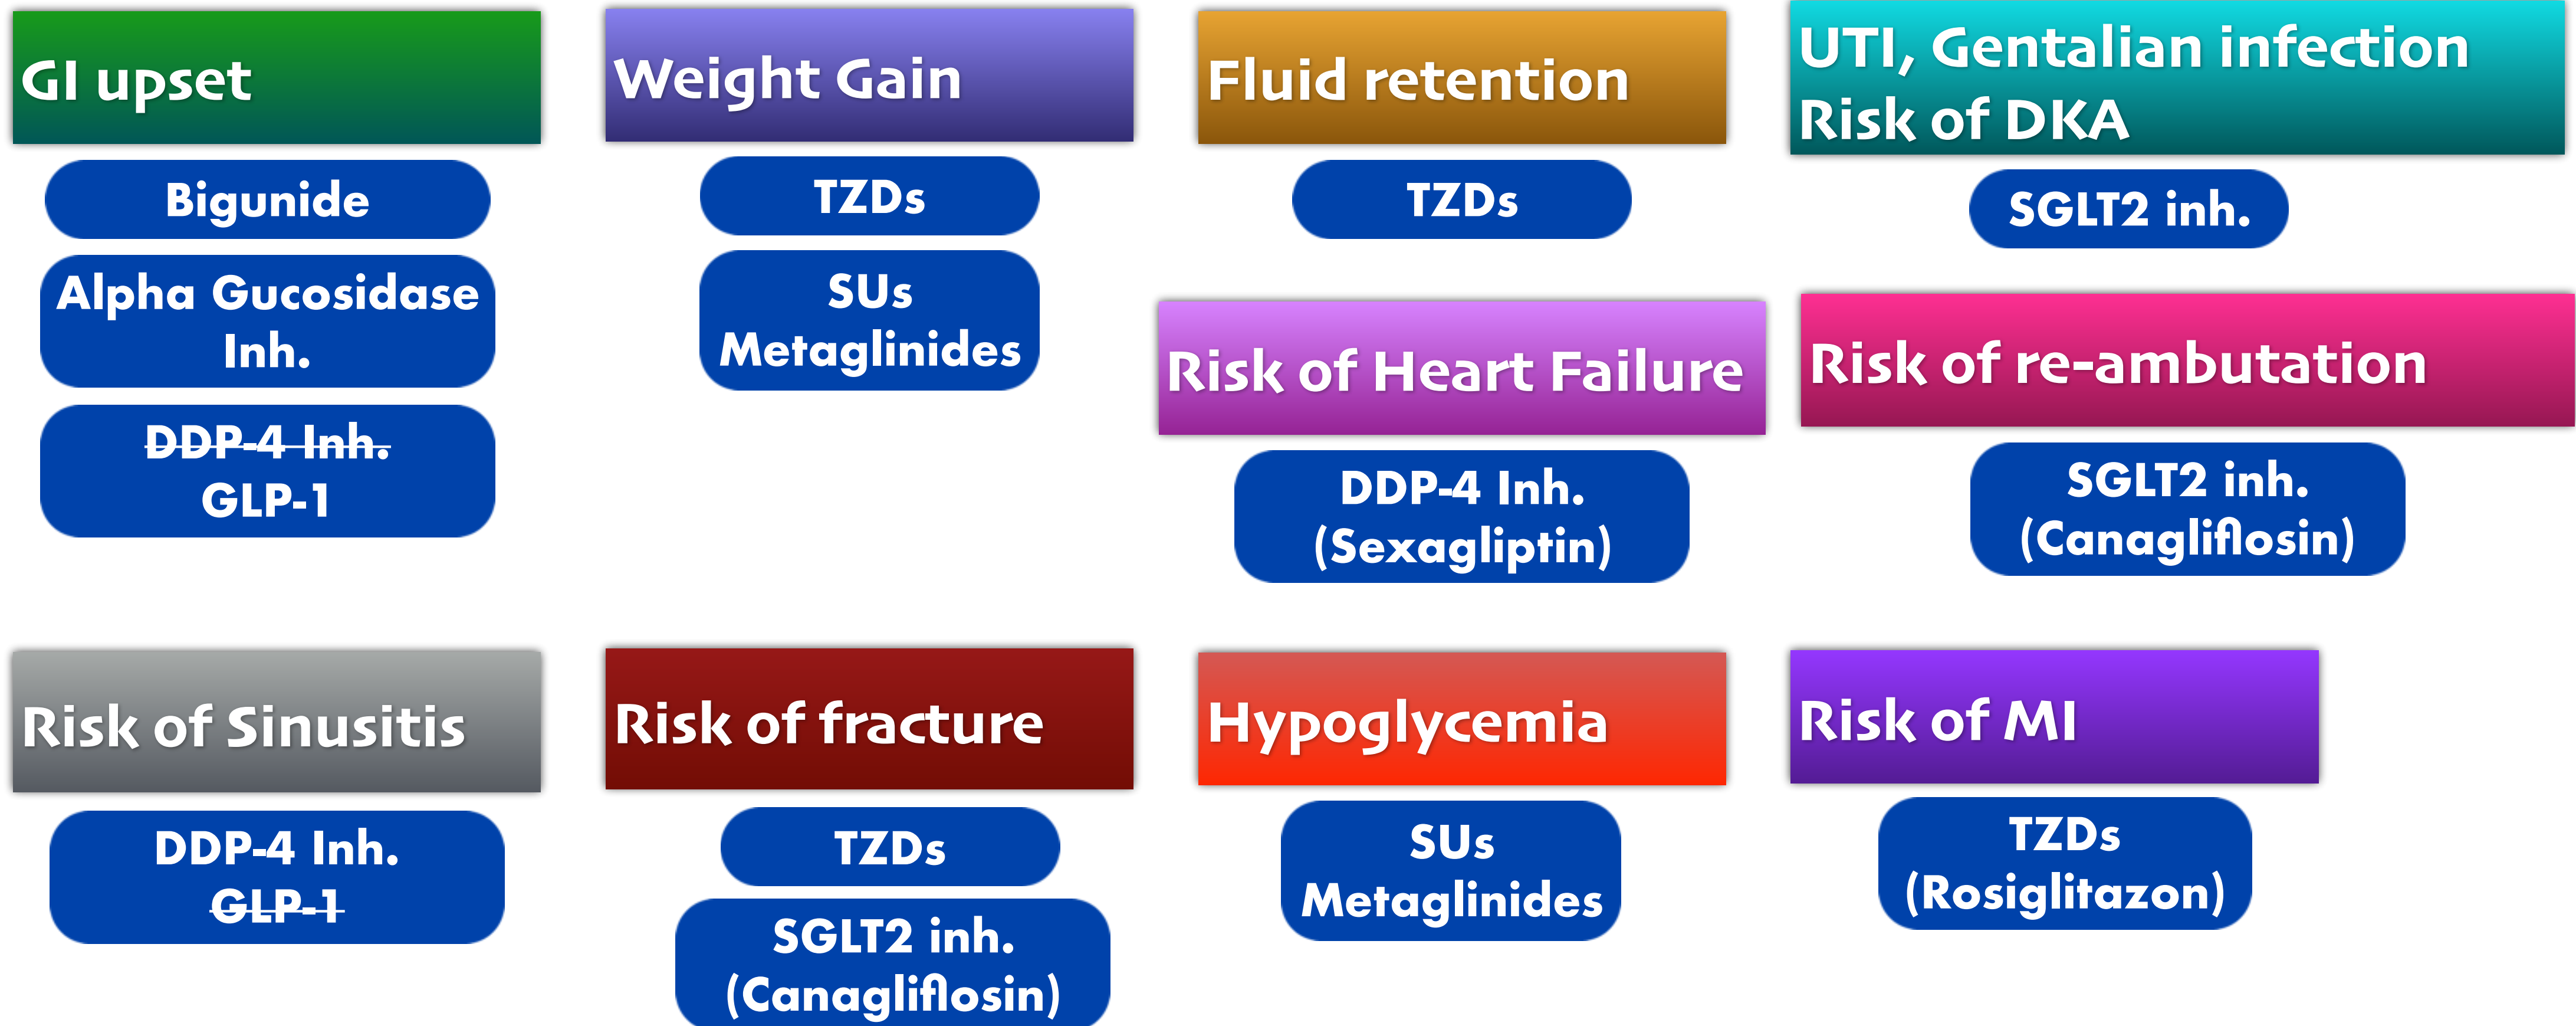 GI upset
Bigunide
Alpha Gucosidase
Inh.
DDP-4 Inh.
GLP-1
Weight Gain
TZDs
SUs
Metaglinides
Fluid retention
TZDs
UTI, Gentalian infection
Risk of DKA
SGLT2 inh.
Risk of Heart Failure
DDP-4 Inh.
(Sexagliptin)
Risk of re-ambutation
SGLT2 inh.
(Canagliflosin)
Risk of Sinusitis
DDP-4 Inh.
GLP-1
Risk of fracture
TZDs
SGLT2 inh.
(Canagliflosin)
Hypoglycemia
SUs
Metaglinides
Risk of MI
TZDs
(Rosiglitazon)